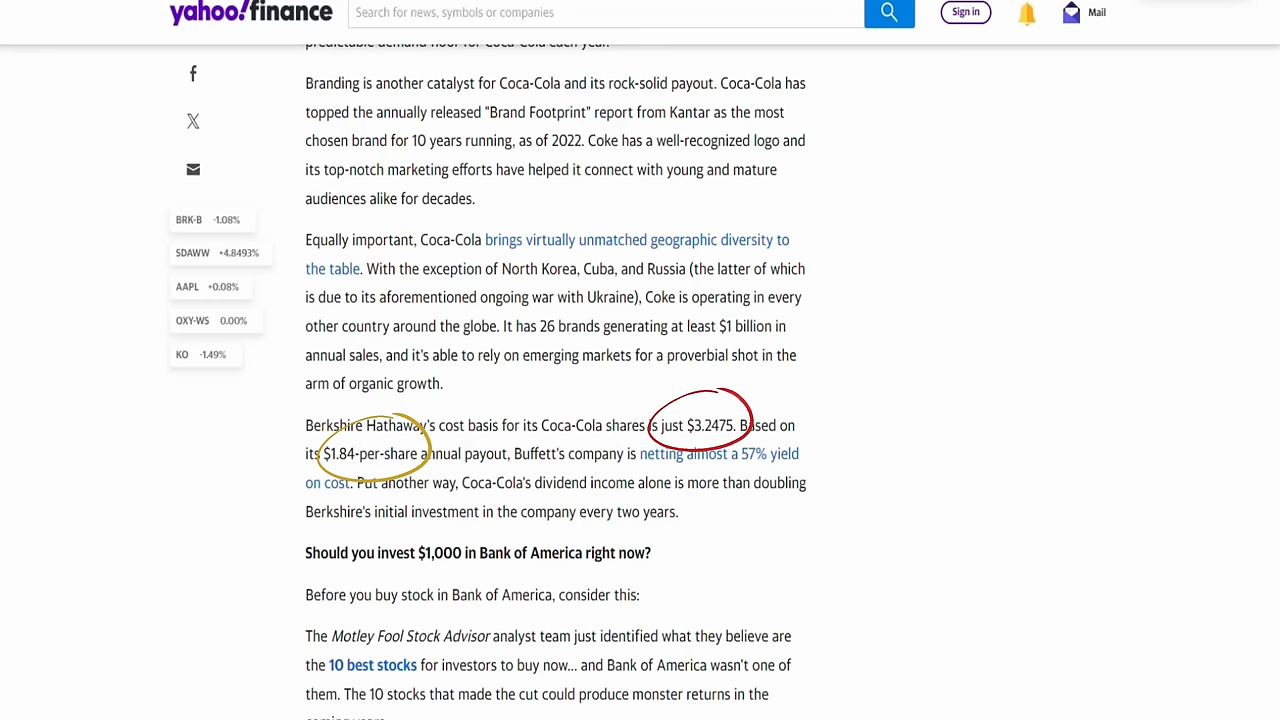 yahoo!finance
Search for news, symbols or companies
Sign in
Mail
predictable demand floor for Coca-Cola each year.
Branding is another catalyst for Coca-Cola and its rock-solid payout. Coca-Cola has
topped the annually released "Brand Footprint" report from Kantar as the most
chosen brand for 10 years running, as of 2022. Coke has a well-recognized logo and
its top-notch marketing efforts have helped it connect with young and mature
audiences alike for decades.
BRK-B -1.08%
SDAWW +4.8493%
AAPL +0.08%
OXY-WS 0.00%
KO -1.49%
Equally important, Coca-Cola brings virtually unmatched geographic diversity to
the table. With the exception of North Korea, Cuba, and Russia (the latter of which
is due to its aforementioned ongoing war with Ukraine), Coke is operating in every
other country around the globe. It has 26 brands generating at least $1 billion in
annual sales, and it's able to rely on emerging markets for a proverbial shot in the
arm of organic growth.
Berkshire Hathaway's cost basis for its Coca-Cola shares is just $3.2475. Based on
its $1.84-per-share annual payout, Buffett's company is netting almost a 57% yield
on cost. Put another way, Coca-Cola's dividend income alone is more than doubling
Berkshire's initial investment in the company every two years.
Should you invest $1,000 in Bank of America right now?
Before you buy stock in Bank of America, consider this:
The Motley Fool Stock Advisor analyst team just identified what they believe are
the 10 best stocks for investors to buy now... and Bank of America wasn't one of
them. The 10 stocks that made the cut could produce monster returns in the
coming years.